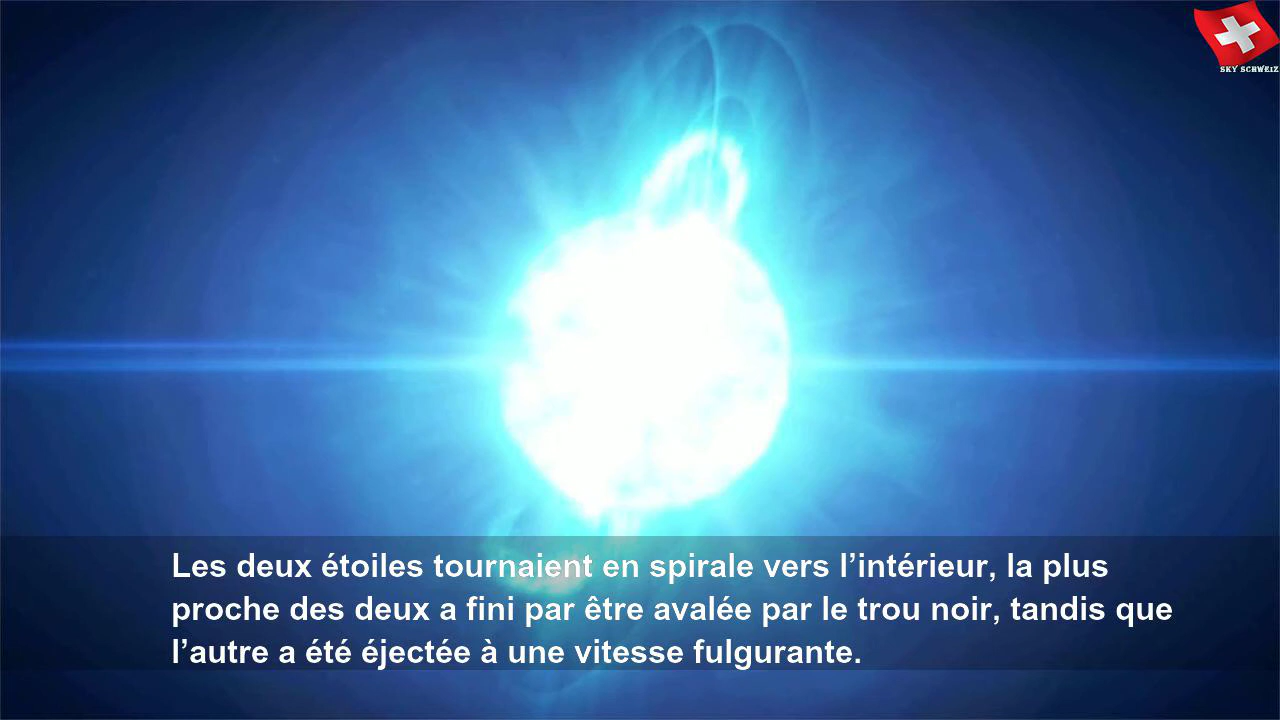 SKY SCHWEIZ
Les deux étoiles tournaient en spirale vers l’intérieur, la plus
proche des deux a fini par être avalée par le trou noir, tandis que
l’autre a été éjectée à une vitesse fulgurante.